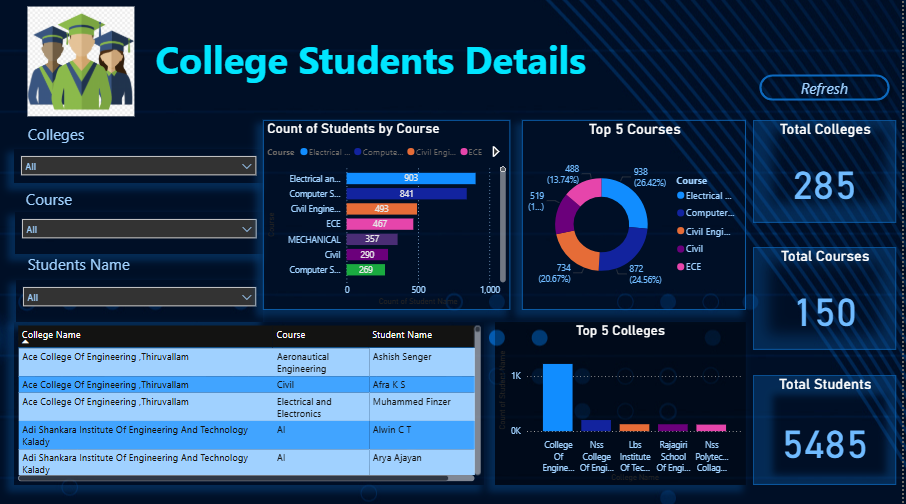 College Students Details
Refresh
Colleges
All
Course
All
Students Name
All
Count of Students by Course
Course Electrical ... Compute... Civil Engi... ECE
Course
Electrical an... 903
Computer S... 841
Civil Engine... 493
ECE 467
MECHANICAL 357
Civil 290
Computer S... 269
0 500 1,000
Count of Student Name
Top 5 Courses
938
(26.42%)
872
(24.56%)
734
(20.67%)
519
(1...)
488
(13.74%)
Course
Electrical ...
Computer...
Civil Engi...
Civil
ECE
Total Colleges
285
Total Courses
150
Total Students
5485
College Name Course Student Name
Ace College Of Engineering ,Thiruvallam Aeronautical Ashish Senger
Engineering
Ace College Of Engineering ,Thiruvallam Civil Afra K S
Ace College Of Engineering ,Thiruvallam Electrical and Muhammed Finzer
Electronics
Adi Shankara Institute Of Engineering And Technology AI Alwin C T
Kalady
Adi Shankara Institute Of Engineering And Technology AI Arya Ajayan
Kalady
Top 5 Colleges
Count of Student Name
1K
0K
College Nss Lbs Rajagiri Nss
Of College Institute School Polytec...
Engine... Of Engi... Of Tec... Of Engi... Collag...
College Name